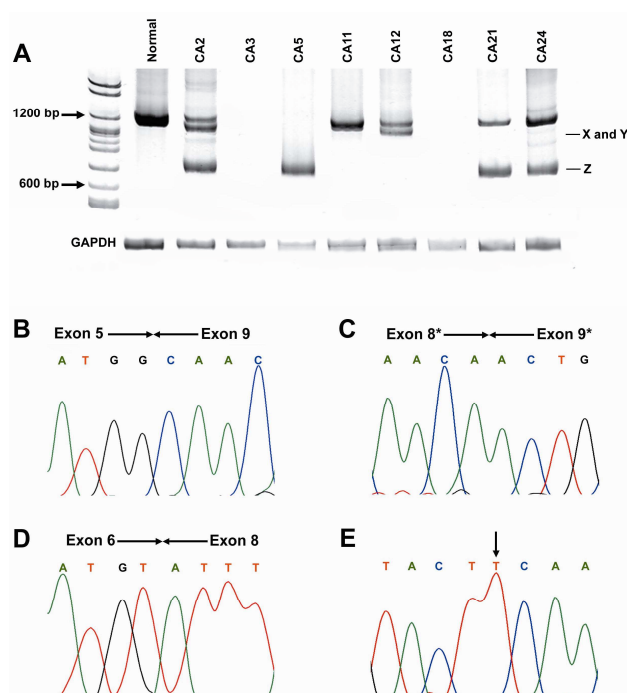 A
Normal
CA2
CA3
CA5
CA11
CA12
CA18
CA21
CA24
1200 bp
X and Y
Z
600 bp
GAPDH
B
Exon 5 Exon 9
A T G G C A A C
C
Exon 8* Exon 9*
A A C A A C T G
D
Exon 6 Exon 8
A T G T A T T T
E
T A C T T C A A